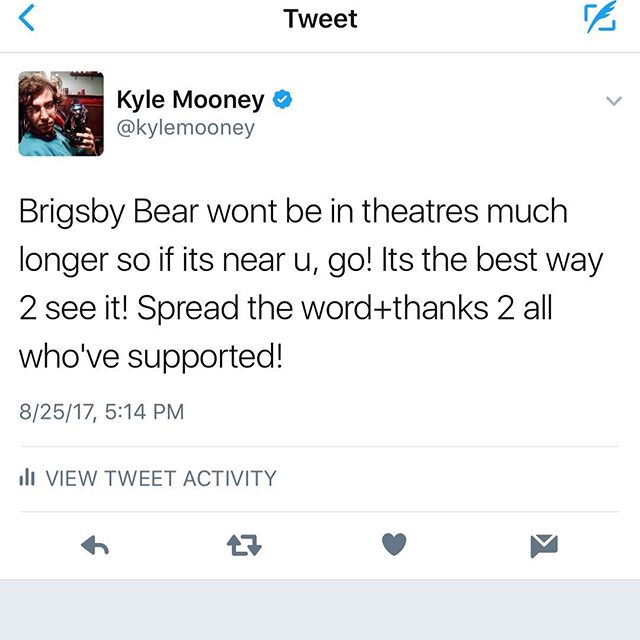 Tweet
Kyle Mooney
@kylemooney
Brigsby Bear wont be in theatres much
longer so if its near u, go! Its the best way
2 see it! Spread the word+thanks 2 all
who've supported!
8/25/17, 5:14 PM
VIEW TWEET ACTIVITY